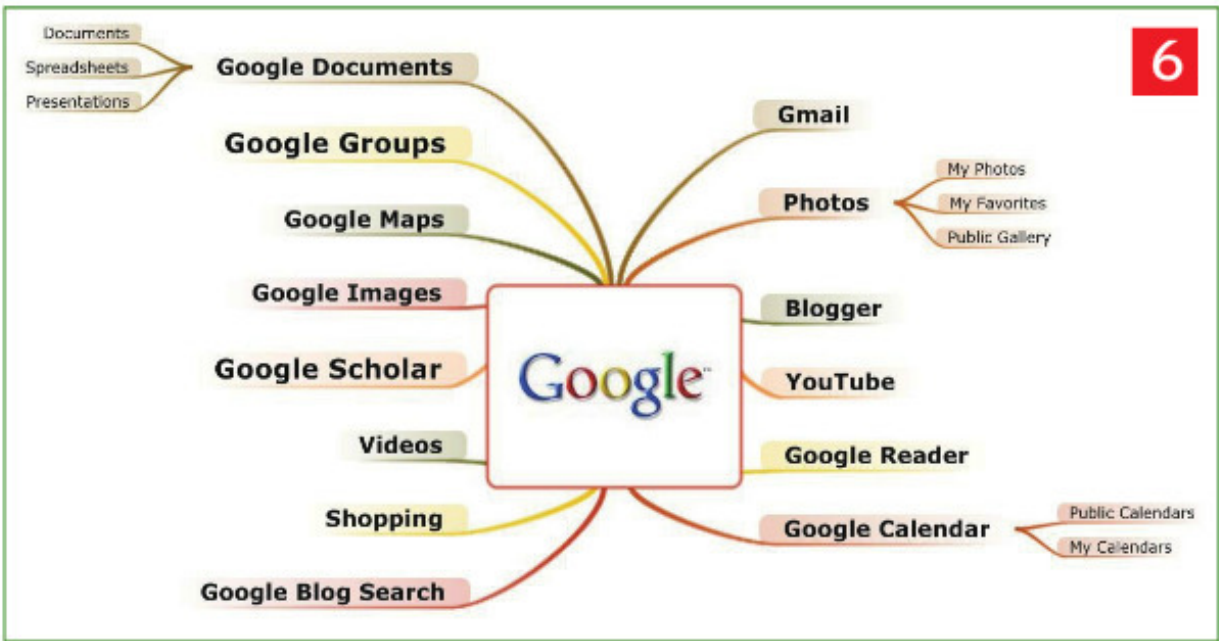 6
Documents
Spreadsheets
Presentations
Google Documents
Google Groups
Google Maps
Google Images
Google Scholar
Videos
Shopping
Google Blog Search
Google™
Gmail
Photos
My Photos
My Favorites
Public Gallery
Blogger
YouTube
Google Reader
Google Calendar
Public Calendars
My Calendars